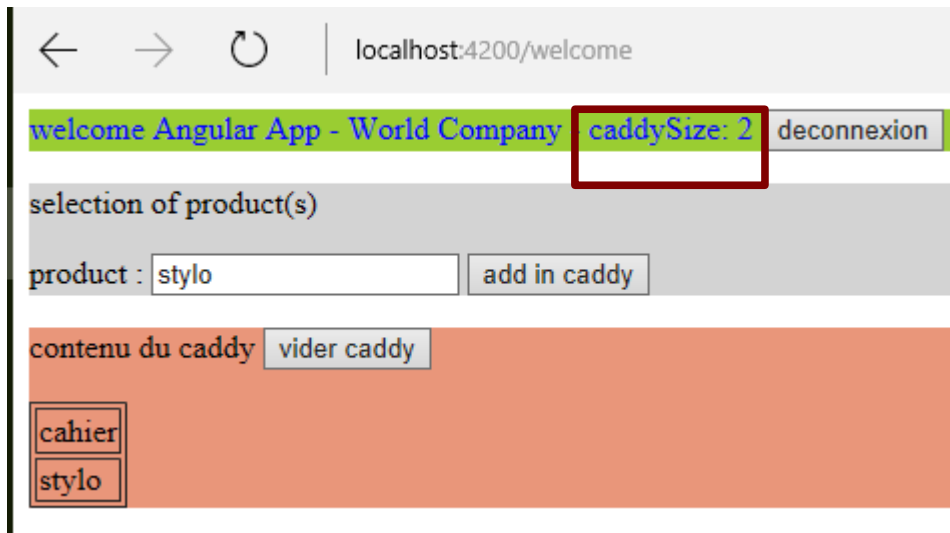 localhost:4200/welcome
welcome Angular App - World Company - caddySize: 2 deconnexion
selection of product(s)
product : stylo add in caddy
contenu du caddy vider caddy
cahier
stylo